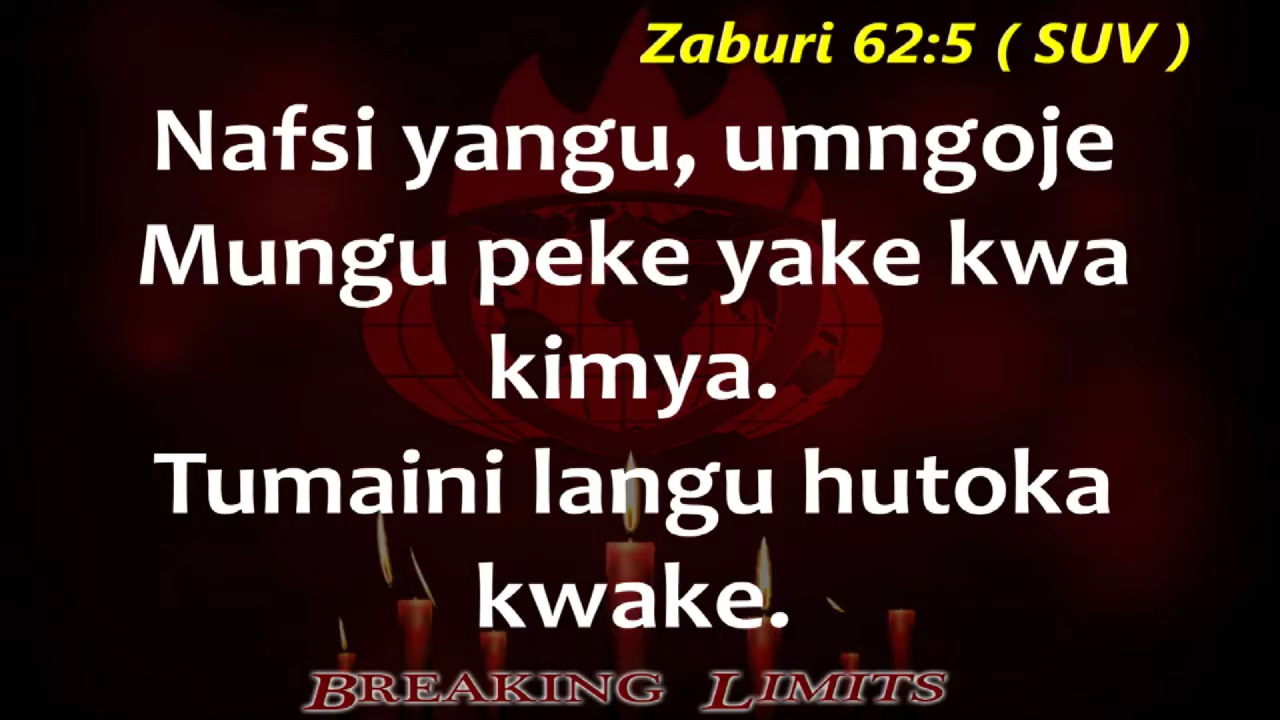 Zaburi 62:5 ( SUV )
Nafsi yangu, umngoje
Mungu peke yake kwa
kimya.
Tumaini langu hutoka
kwake.
BREAKING LIMITS